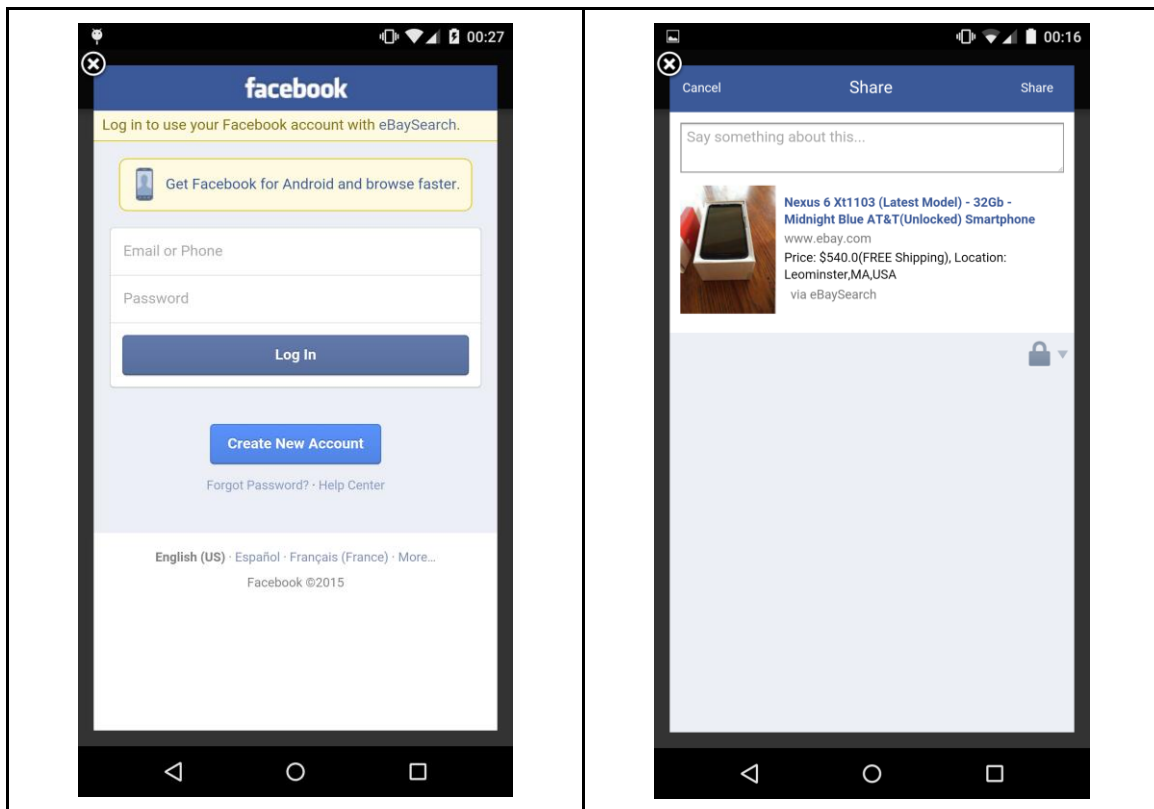 00:27
facebook
Log in to use your Facebook account with eBaySearch.
Get Facebook for Android and browse faster.
Email or Phone
Password
Log In
Create New Account
Forgot Password? · Help Center
English (US) · Español · Français (France) · More...
Facebook ©2015
00:16
Cancel
Share
Share
Say something about this...
Nexus 6 Xt1103 (Latest Model) - 32Gb -
Midnight Blue AT&T(Unlocked) Smartphone
www.ebay.com
Price: $540.0(FREE Shipping), Location:
Leominster,MA,USA
via eBaySearch